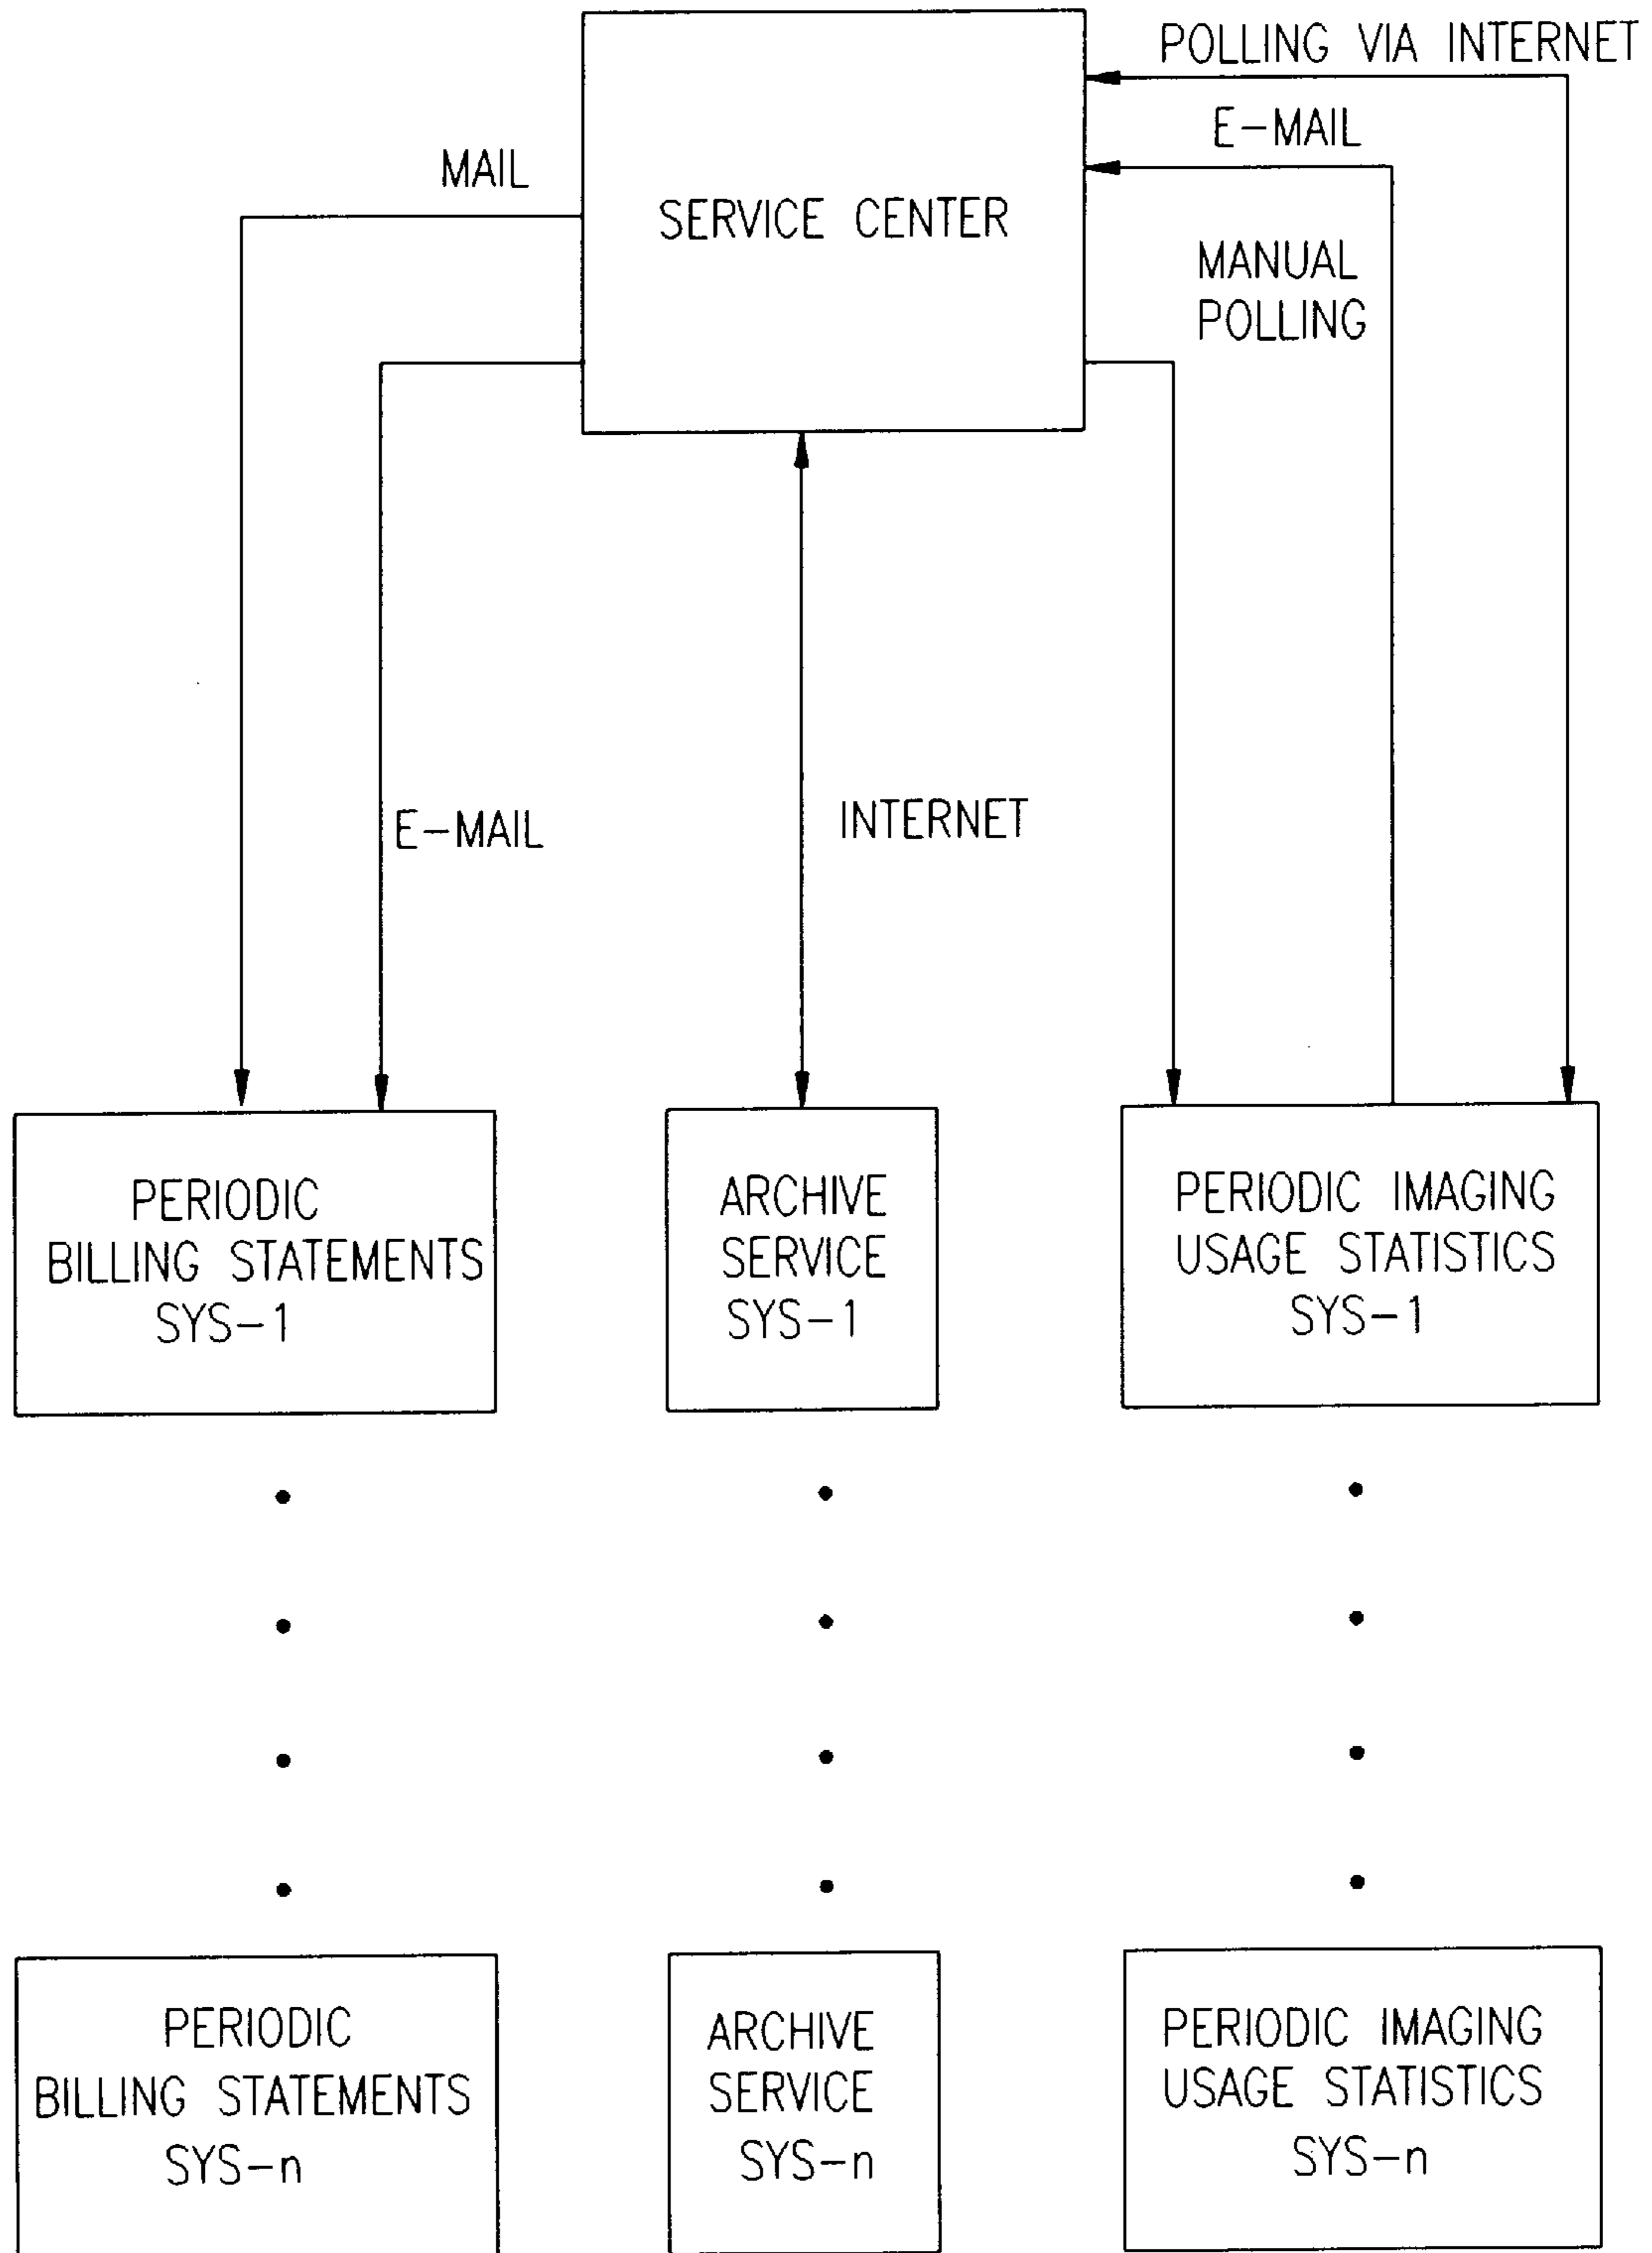 POLLING VIA INTERNET
E-MAIL
MAIL
SERVICE CENTER
MANUAL
POLLING
E-MAIL
INTERNET
PERIODIC
BILLING STATEMENTS
SYS-1
ARCHIVE
SERVICE
SYS-1
PERIODIC IMAGING
USAGE STATISTICS
SYS-1
PERIODIC
BILLING STATEMENTS
SYS-n
ARCHIVE
SERVICE
SYS-n
PERIODIC IMAGING
USAGE STATISTICS
SYS-n